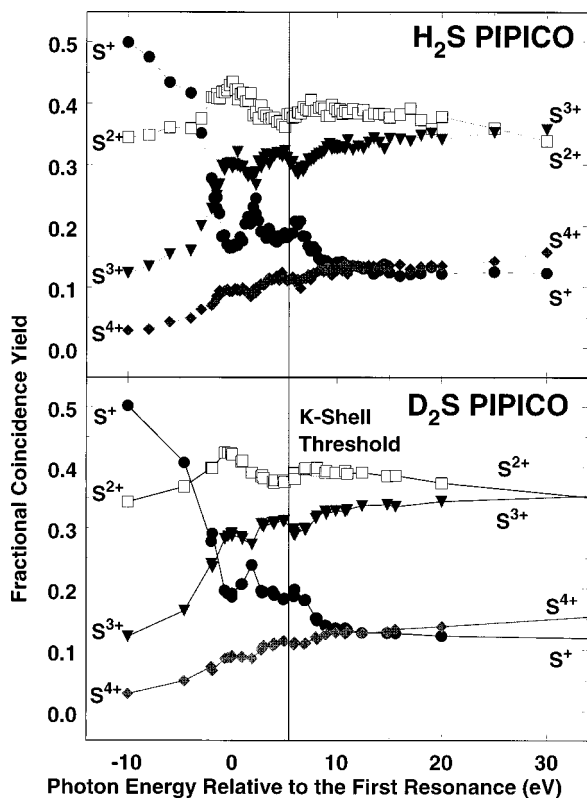 H2S PIPICO
0.5
S+
0.4
S2+
S3+
S2+
0.3
0.2
S3+
S4+
0.1
S+
S4+
0.0
D2S PIPICO
S+
0.5
K-Shell
Threshold
0.4
S2+
S2+
0.3
S3+
0.2
S3+
S4+
0.1
S+
S4+
0.0
Fractional Coincidence Yield
-10 0 10 20 30
Photon Energy Relative to the First Resonance (eV)